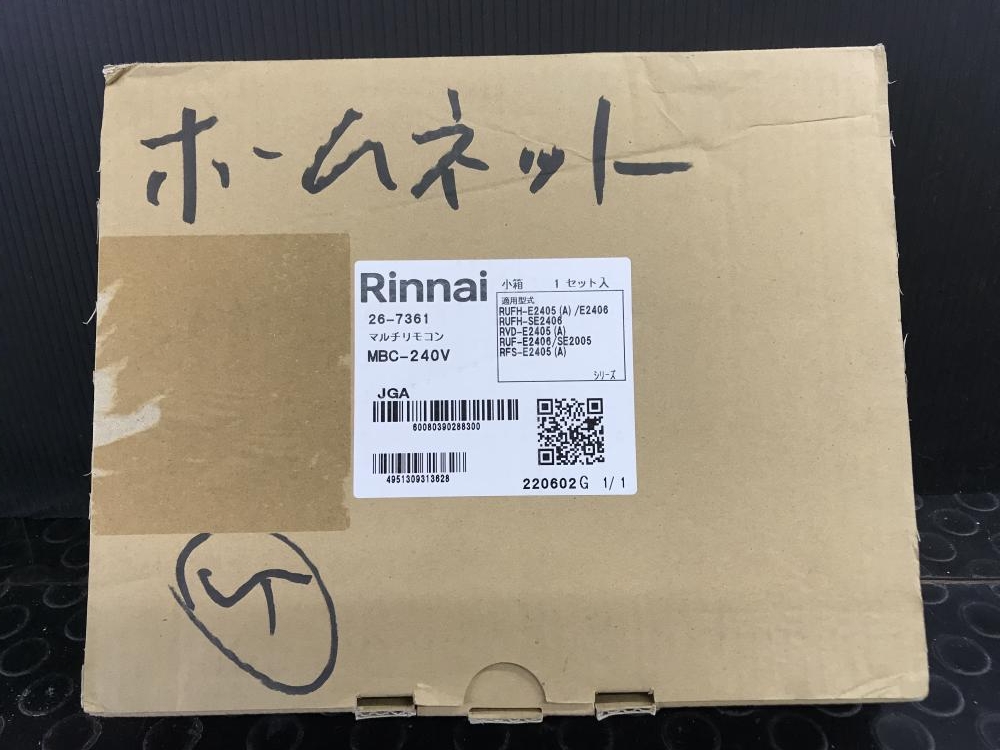 ホームネット
Rinnai
小箱 1 セット入
26-7361
マルチリモコン
MBC-240V
適用型式
RUFH-E2405(A)/E2406
RUFH-SE2406
RVD-E2405(A)
RUF-E2406/SE2005
RFS-E2405(A)
シリーズ
JGA
60080390288300
4951309313628
220602G 1/1